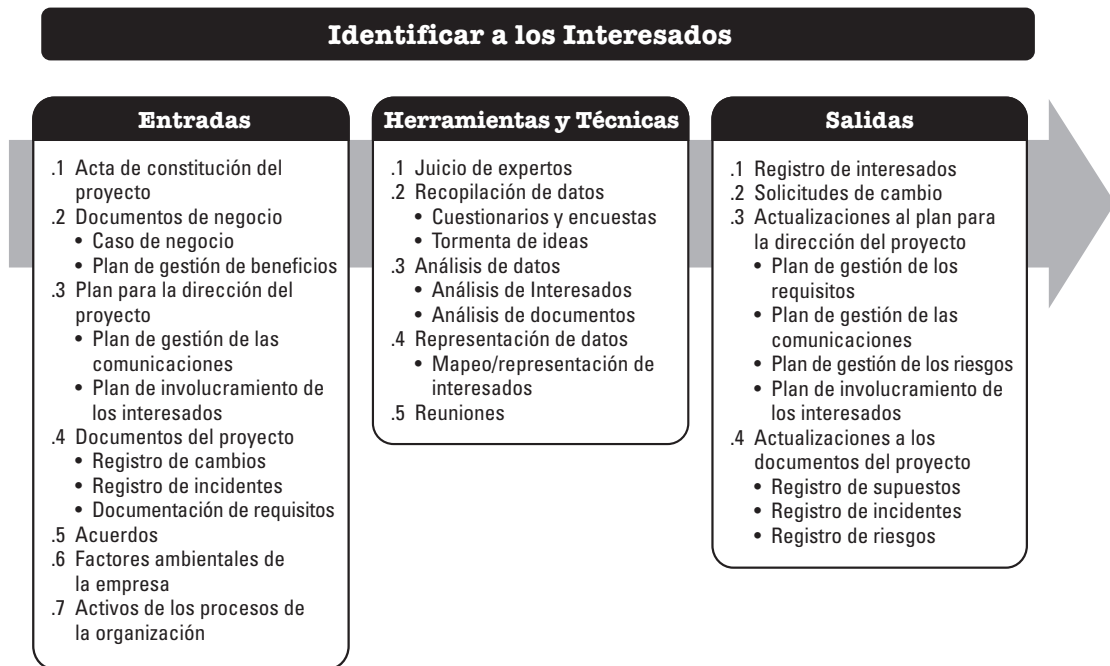 Identificar a los Interesados
Entradas
.1 Acta de constitución del
proyecto
.2 Documentos de negocio
• Caso de negocio
• Plan de gestión de beneficios
.3 Plan para la dirección del
proyecto
• Plan de gestión de las
comunicaciones
• Plan de involucramiento de
los interesados
.4 Documentos del proyecto
• Registro de cambios
• Registro de incidentes
• Documentación de requisitos
.5 Acuerdos
.6 Factores ambientales de
la empresa
.7 Activos de los procesos de
la organización
Herramientas y Técnicas
.1 Juicio de expertos
.2 Recopilación de datos
• Cuestionarios y encuestas
• Tormenta de ideas
.3 Análisis de datos
• Análisis de Interesados
• Análisis de documentos
.4 Representación de datos
• Mapeo/representación de
interesados
.5 Reuniones
Salidas
.1 Registro de interesados
.2 Solicitudes de cambio
.3 Actualizaciones al plan para
la dirección del proyecto
• Plan de gestión de los
requisitos
• Plan de gestión de las
comunicaciones
• Plan de gestión de los riesgos
• Plan de involucramiento de
los interesados
.4 Actualizaciones a los
documentos del proyecto
• Registro de supuestos
• Registro de incidentes
• Registro de riesgos